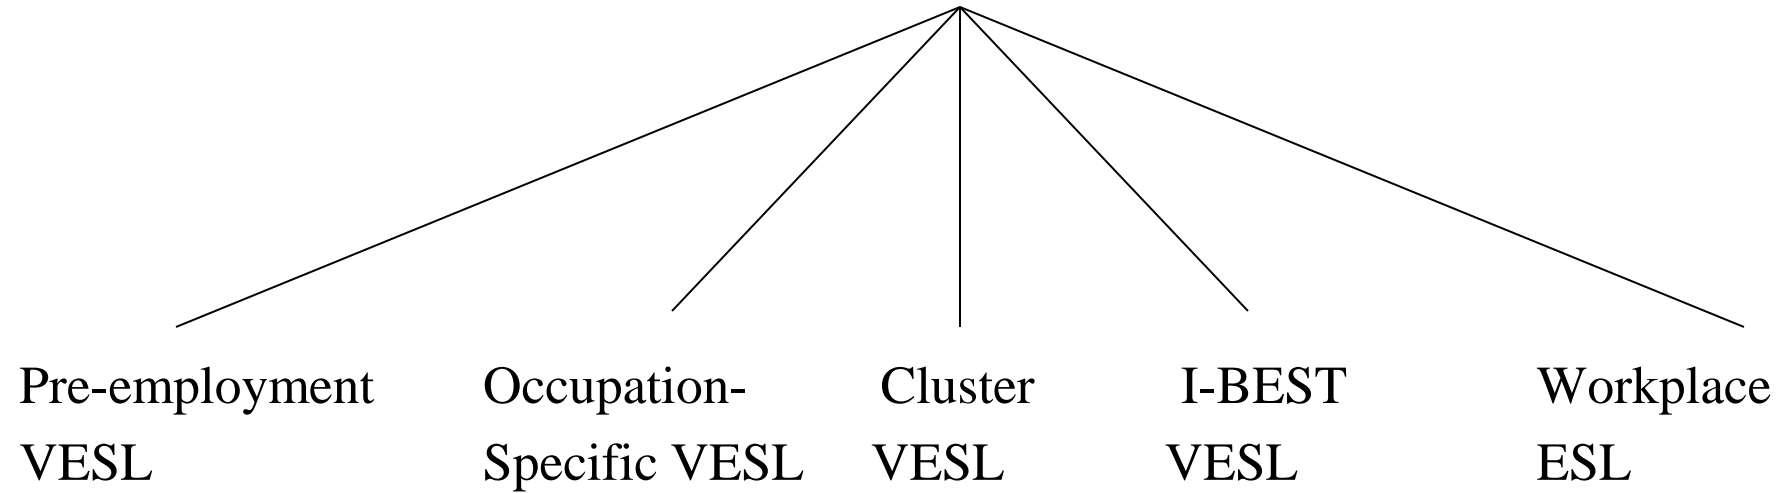 Pre-employment
VESL
Occupation-
Specific VESL
Cluster
VESL
I-BEST
VESL
Workplace
ESL